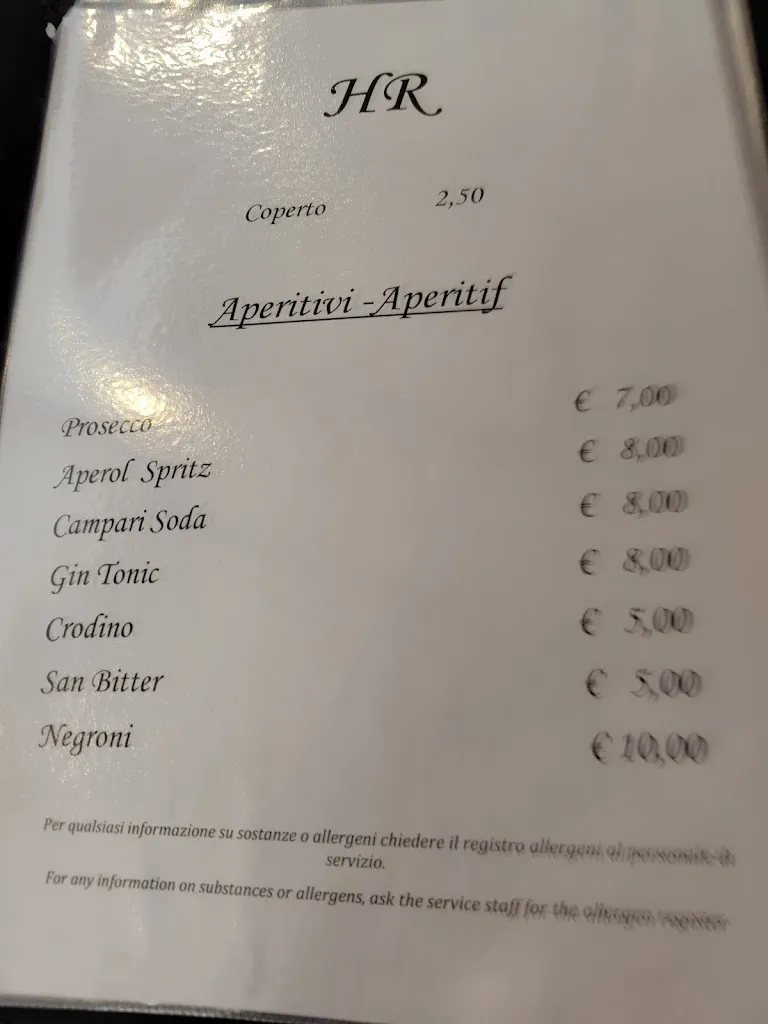 HR
Coperto 2,50
Aperitivi - Aperitif
Prosecco € 7,00
Aperol Spritz € 8,00
Campari Soda € 8,00
Gin Tonic € 8,00
Crodino € 5,00
San Bitter € 5,00
Negroni € 10,00
Per qualsiasi informazione su sostanze o allergeni chiedere il registro allergeni al personale di
servizio.
For any information on substances or allergens, ask the service staff for the allergen register